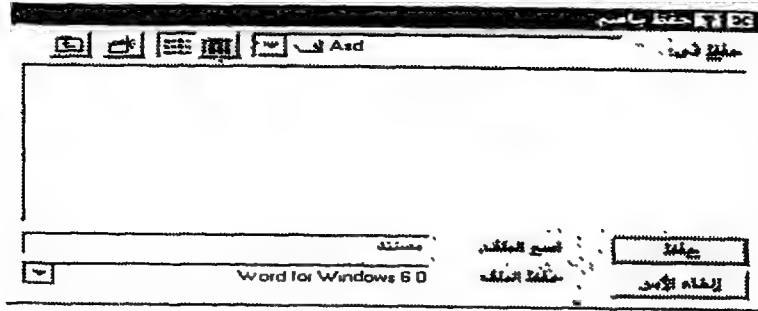 حفظ باسم
حفظ في: Asd
اسم الملف: مستند
حفظ
Word for Windows 6.0
إلغاء الأمر